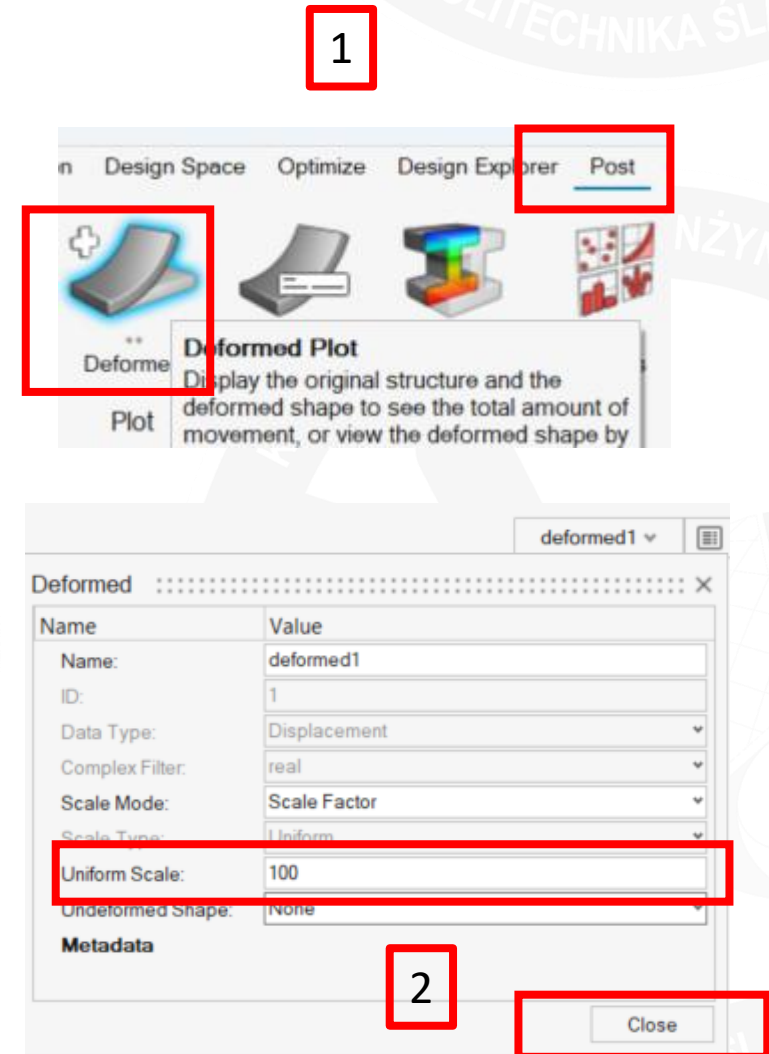 1
Design Space Optimize Design Explorer Post
Deforme
Plot
Deformed Plot
Display the original structure and the
deformed shape to see the total amount of
movement, or view the deformed shape by
deformed1
Deformed
Name Value
Name: deformed1
ID: 1
Data Type: Displacement
Complex Filter: real
Scale Mode: Scale Factor
Scale Type: Uniform
Uniform Scale: 100
Undeformed Shape: None
Metadata
2
Close